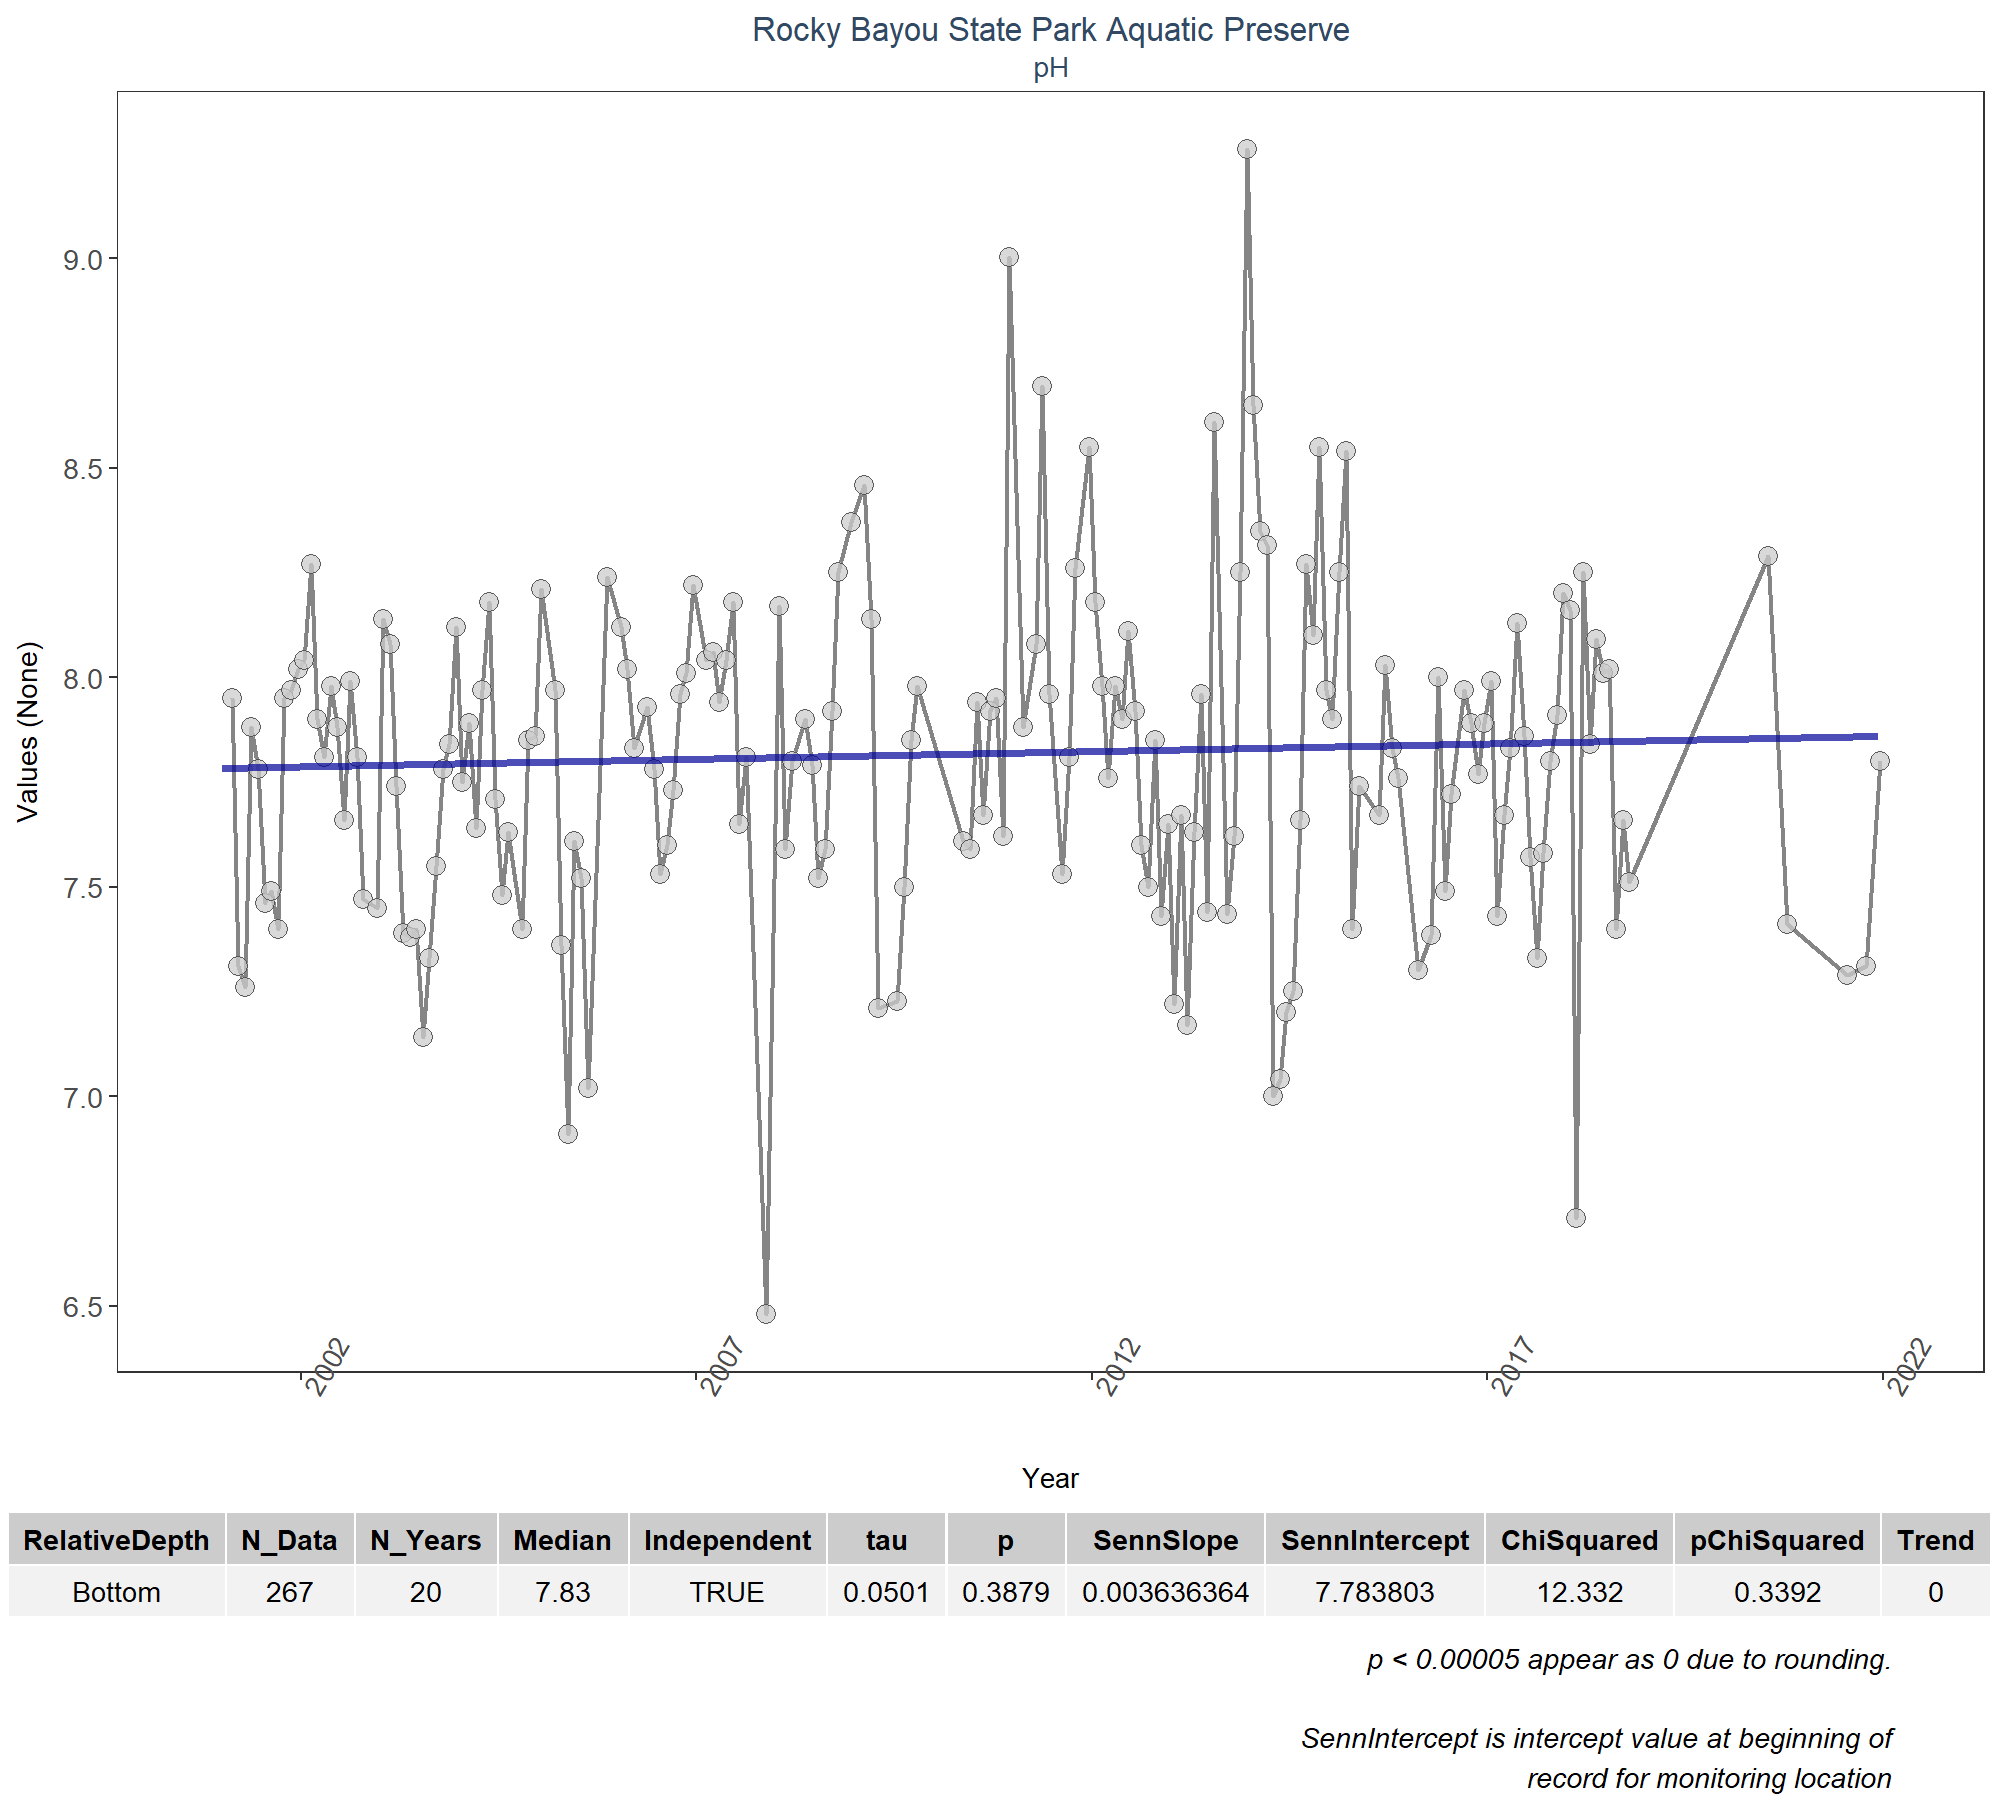 Rocky Bayou State Park Aquatic Preserve
pH
Values (None)
9.0
8.5
8.0
7.5
7.0
6.5
2002 2007 2012 2017 2022
Year
RelativeDepth N_Data N_Years Median Independent tau p SennSlope SennIntercept ChiSquared pChiSquared Trend
Bottom 267 20 7.83 TRUE 0.0501 0.3879 0.003636364 7.783803 12.332 0.3392 0
p < 0.00005 appear as 0 due to rounding.
SennIntercept is intercept value at beginning of
record for monitoring location